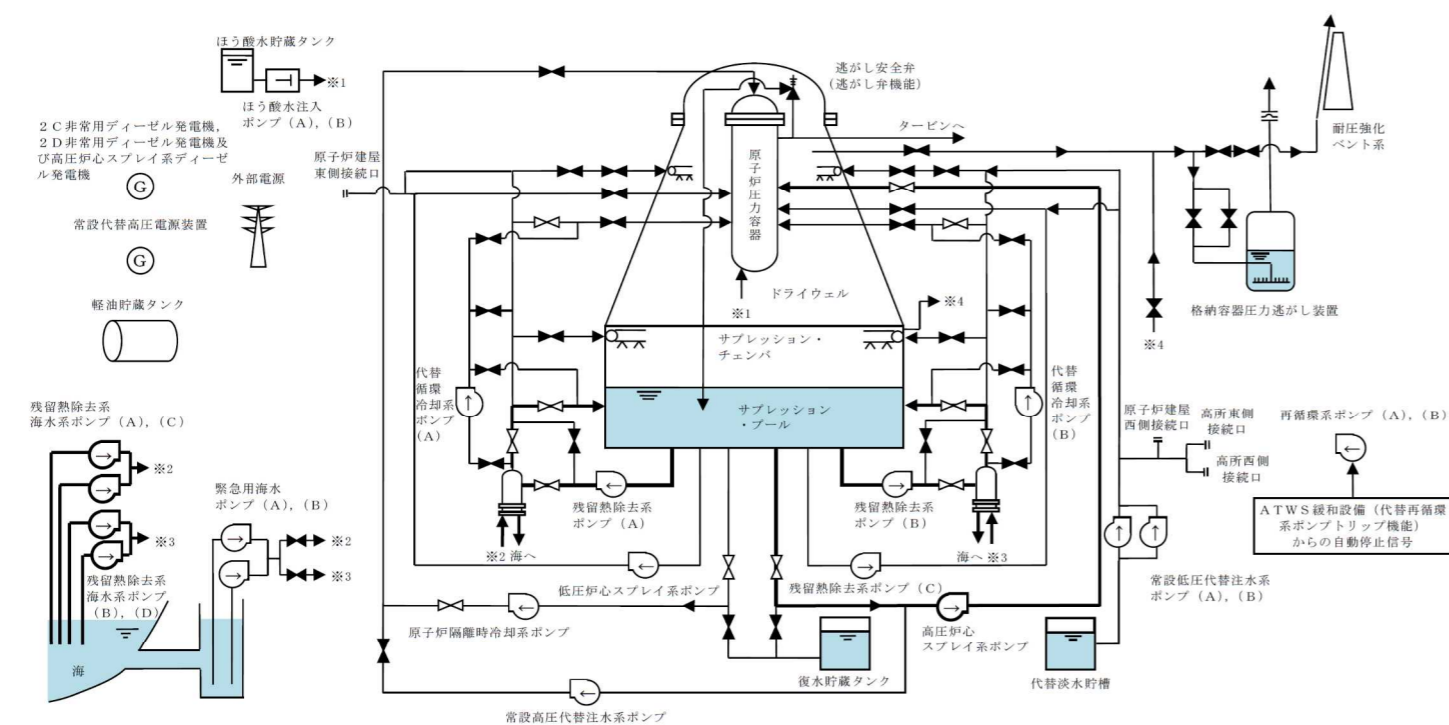 ほう酸水貯蔵タンク
※1
ほう酸水注入
ポンプ（Ａ），（Ｂ）
２Ｃ非常用ディーゼル発電機，
２Ｄ非常用ディーゼル発電機及
び高圧炉心スプレイ系ディーゼ
ル発電機
G
外部電源
常設代替高圧電源装置
G
軽油貯蔵タンク
原子炉建屋
東側接続口
逃がし安全弁
（逃がし弁機能）
タービンへ
原子炉圧力容器
ドライウェル
※1
※4
サプレッション・
チェンバ
サプレッション
・プール
耐圧強化
ベント系
格納容器圧力逃がし装置
※4
代替
循環
冷却系
ポンプ
（Ａ）
代替
循環
冷却系
ポンプ
（Ｂ）
残留熱除去系
海水系ポンプ（Ａ），（Ｃ）
※2
※3
残留熱除去系
海水系ポンプ
（Ｂ），（Ｄ）
海
緊急用海水
ポンプ（Ａ），（Ｂ）
※2
※3
残留熱除去系
ポンプ（Ａ）
※2 海へ
残留熱除去系
ポンプ（Ｂ）
海へ ※3
低圧炉心スプレイ系ポンプ
残留熱除去系ポンプ（Ｃ）
原子炉隔離時冷却系ポンプ
高圧炉心
スプレイ系ポンプ
復水貯蔵タンク
常設高圧代替注水系ポンプ
原子炉建屋
西側接続口
高所東側
接続口
高所西側
接続口
再循環系ポンプ（Ａ），（Ｂ）
ＡＴＷＳ緩和設備（代替再循環
系ポンプトリップ機能）
からの自動停止信号
常設低圧代替注水系
ポンプ（Ａ），（Ｂ）
代替淡水貯槽